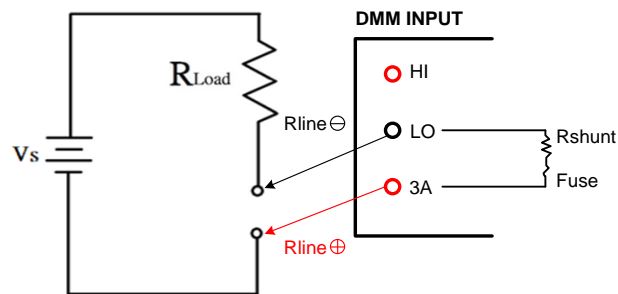 DMM INPUT
HI
RLoad
Rline ⊖
LO
Rshunt
Vs
3A
Fuse
Rline ⊕